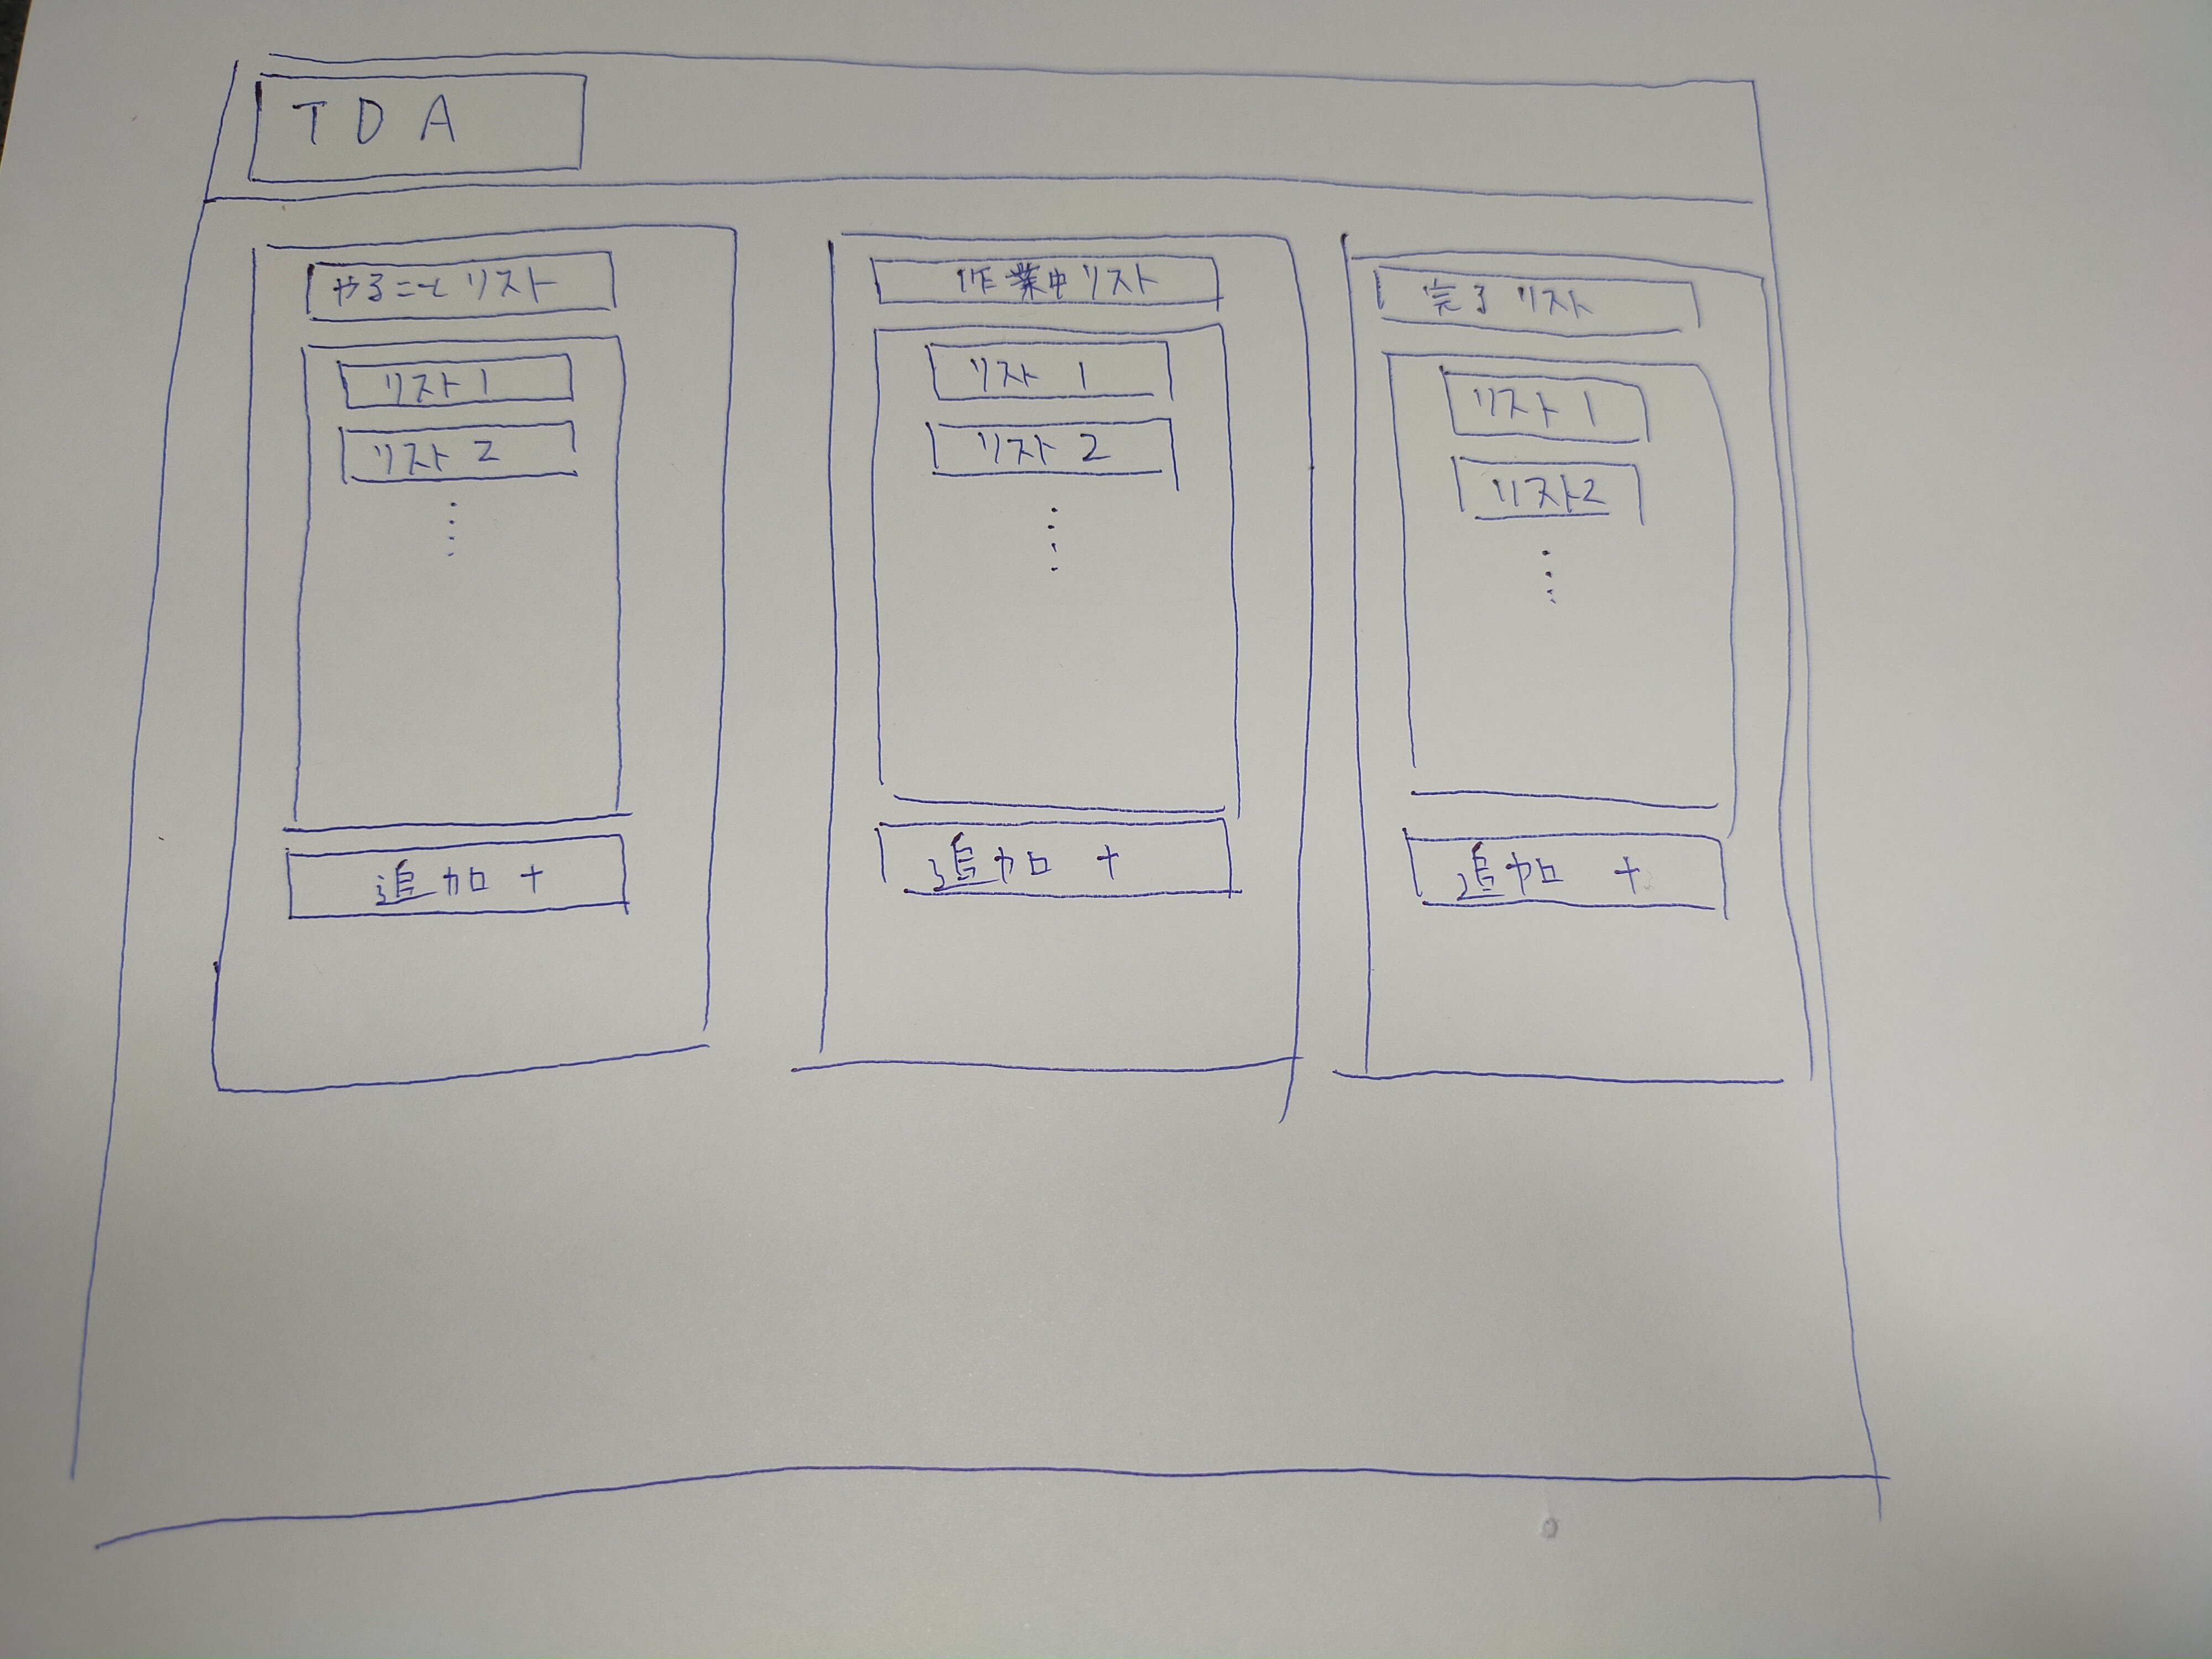 TDA
やることリスト
リスト1
リスト2
追加 +
作業中リスト
リスト 1
リスト 2
追加 +
完了リスト
リスト 1
リスト2
追加 +